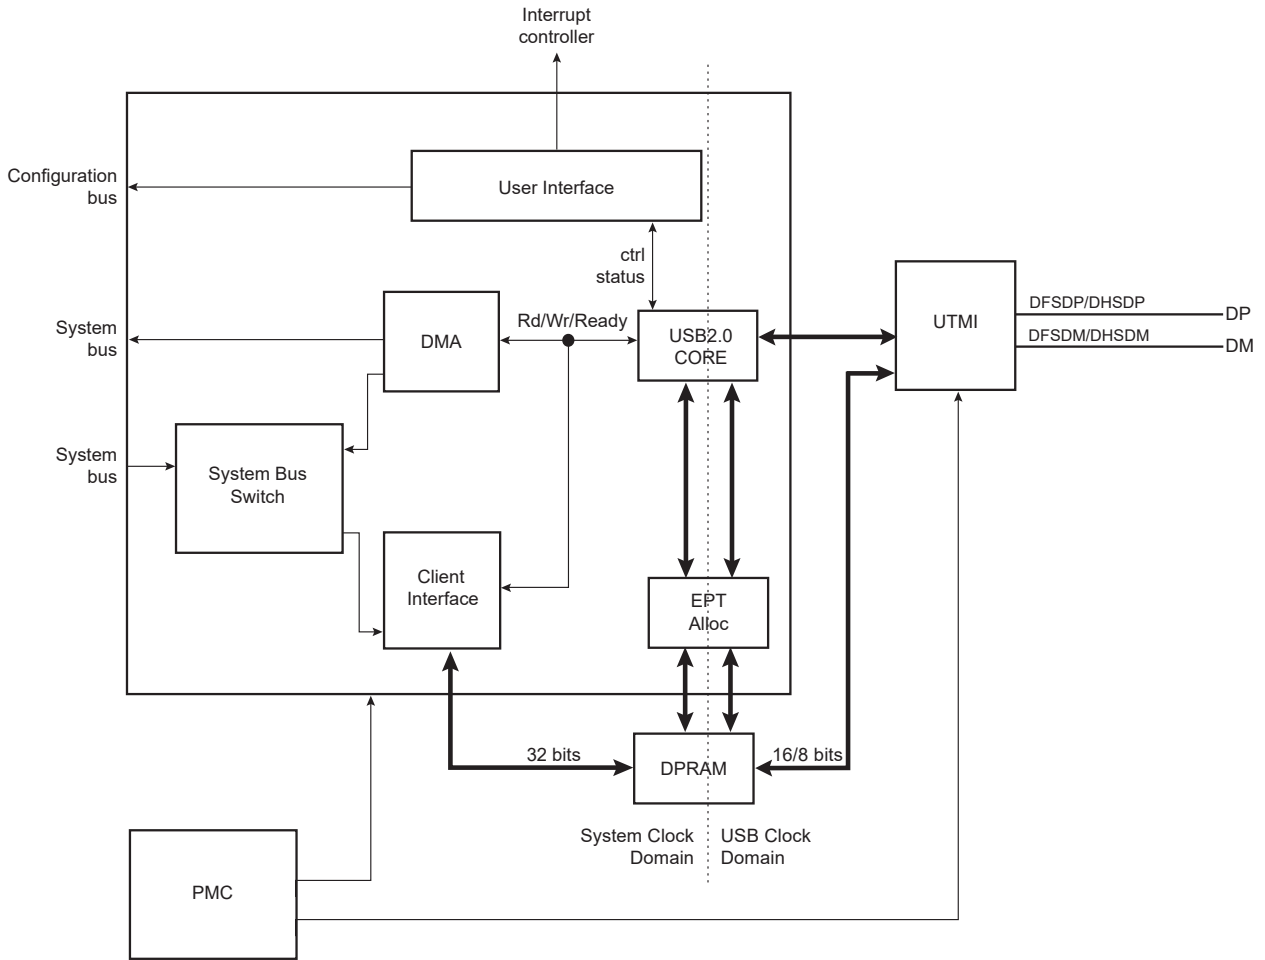 Interrupt
controller
Configuration
bus
User Interface
ctrl
status
System
bus
DMA
Rd/Wr/Ready
USB2.0
CORE
UTMI
DFSDP/DHSDP
DP
DFSDM/DHSDM
DM
System
bus
System Bus
Switch
Client
Interface
EPT
Alloc
32 bits
DPRAM
16/8 bits
System Clock
Domain
USB Clock
Domain
PMC